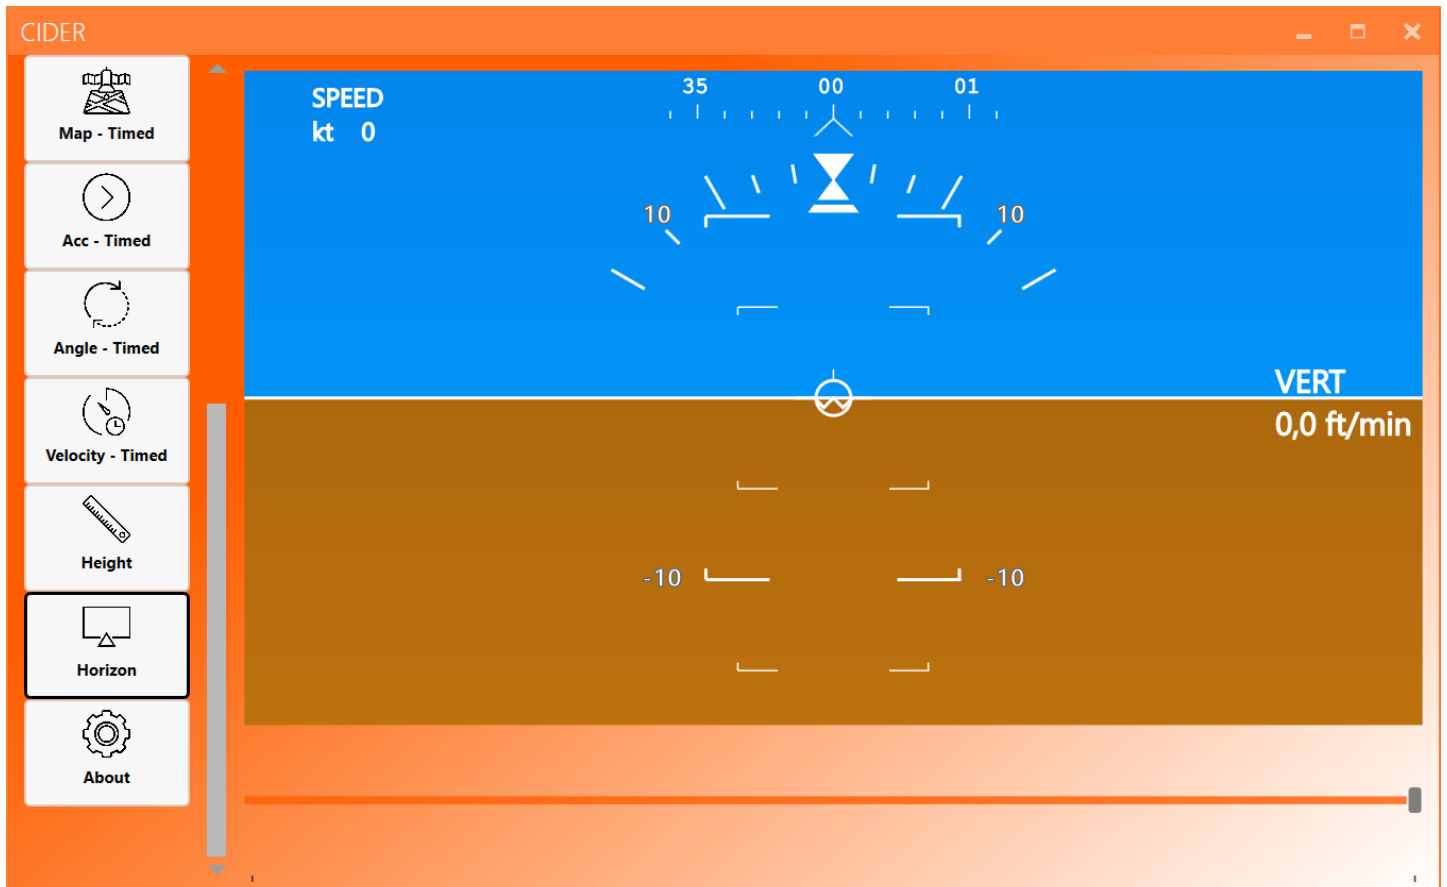 CIDER
Map - Timed
Acc - Timed
Angle - Timed
Velocity - Timed
Height
Horizon
About
SPEED
kt 0
35 00 01
10 10
VERT
0,0 ft/min
-10 -10